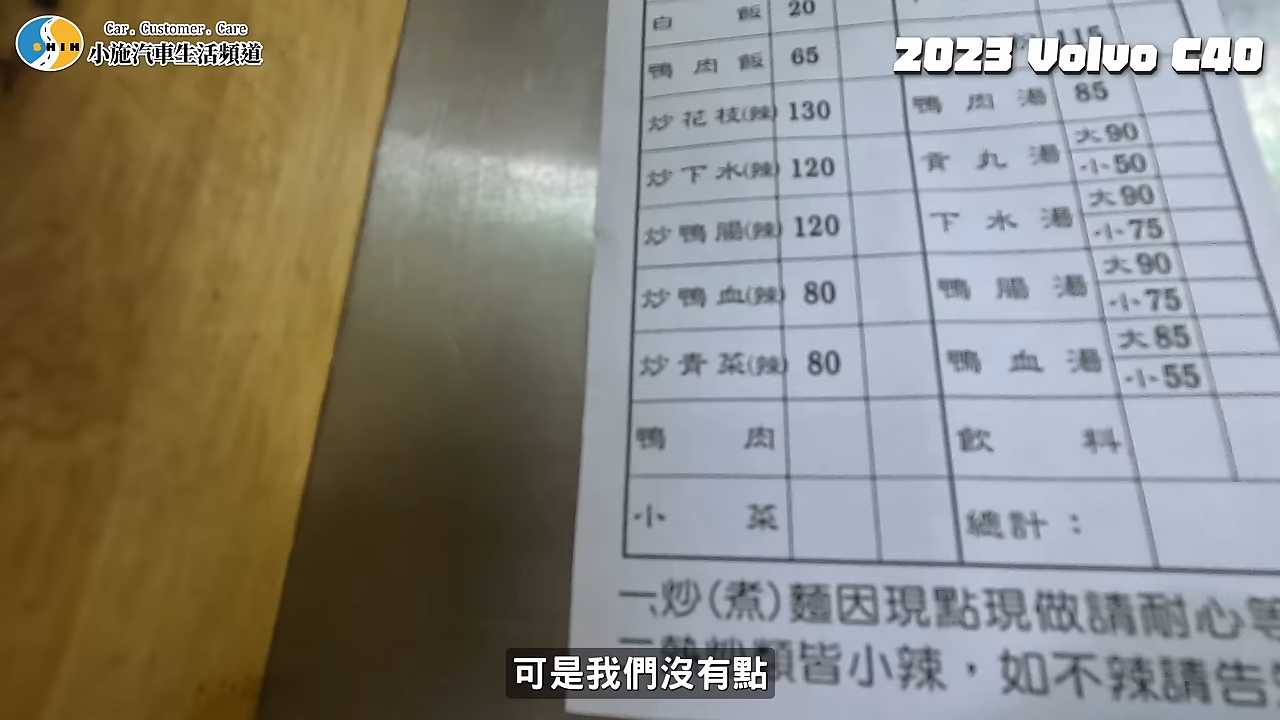 Car. Customer. Care
SHIH
小施汽車生活頻道
2023 Volvo C40
白飯 20
鴨肉飯 65
炒花枝(辣) 130
炒下水(辣) 120
炒鴨腸(辣) 120
炒鴨血(辣) 80
炒青菜(辣) 80
鴨肉
小菜
115
鴨肉湯 85
貢丸湯 大90 小50
下水湯 大90 小75
鴨腸湯 大90 小75
鴨血湯 大85 小55
飲料
總計：
一、炒(煮)麵因現點現做請耐心等
二、熱炒類皆小辣，如不辣請告
可是我們沒有點